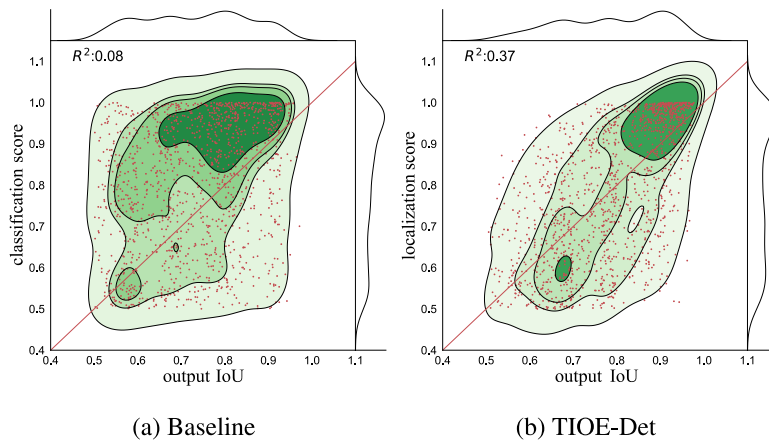 R²:0.08
1.1
1.0
0.9
0.8
0.7
0.6
0.5
0.4
classification score
0.4 0.5 0.6 0.7 0.8 0.9 1.0 1.1
output IoU
(a) Baseline
R²:0.37
1.1
1.0
0.9
0.8
0.7
0.6
0.5
0.4
localization score
0.4 0.5 0.6 0.7 0.8 0.9 1.0 1.1
output IoU
(b) TIOE-Det